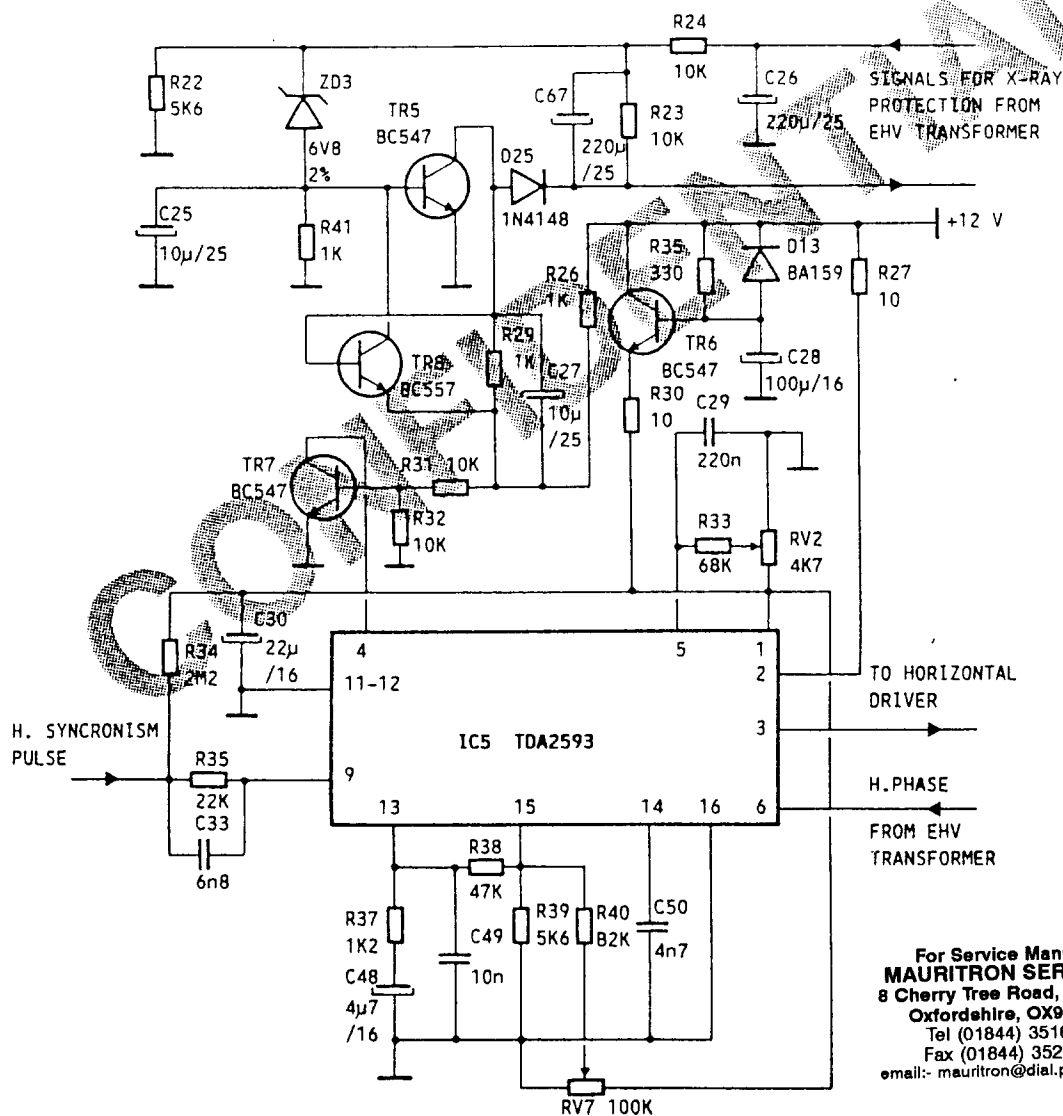 R24
10K
C26
220µ/25
SIGNALS FOR X-RAY
PROTECTION FROM
EHV TRANSFORMER
R22
5K6
ZD3
6V8
2%
TR5
BC547
C67
220µ
/25
R23
10K
D25
1N4148
C25
10µ/25
R41
1K
+12 V
R26
1K
R35
330
D13
BA159
R27
10
TR6
BC547
C28
100µ/16
TR8
BC557
R29
1K
C27
10µ
/25
R30
10
C29
220n
TR7
BC547
R31 10K
R32
10K
R33
68K
RV2
4K7
C30
22µ
/16
R34
2M2
4
5
1
2
3
6
11-12
9
13
15
14
16
IC5 TDA2593
TO HORIZONTAL
DRIVER
H. SYNCRONISM
PULSE
R35
22K
C33
6n8
H.PHASE
FROM EHV
TRANSFORMER
R38
47K
R37
1K2
C49
10n
R39
5K6
R40
82K
C50
4n7
C48
4µ7
/16
RV7 100K
CONFIDENTIA
For Service Man
MAURITRON SER
8 Cherry Tree Road,
Oxfordshire, OX9
Tel (01844) 3516
Fax (01844) 352
email:- mauritron@dial.p